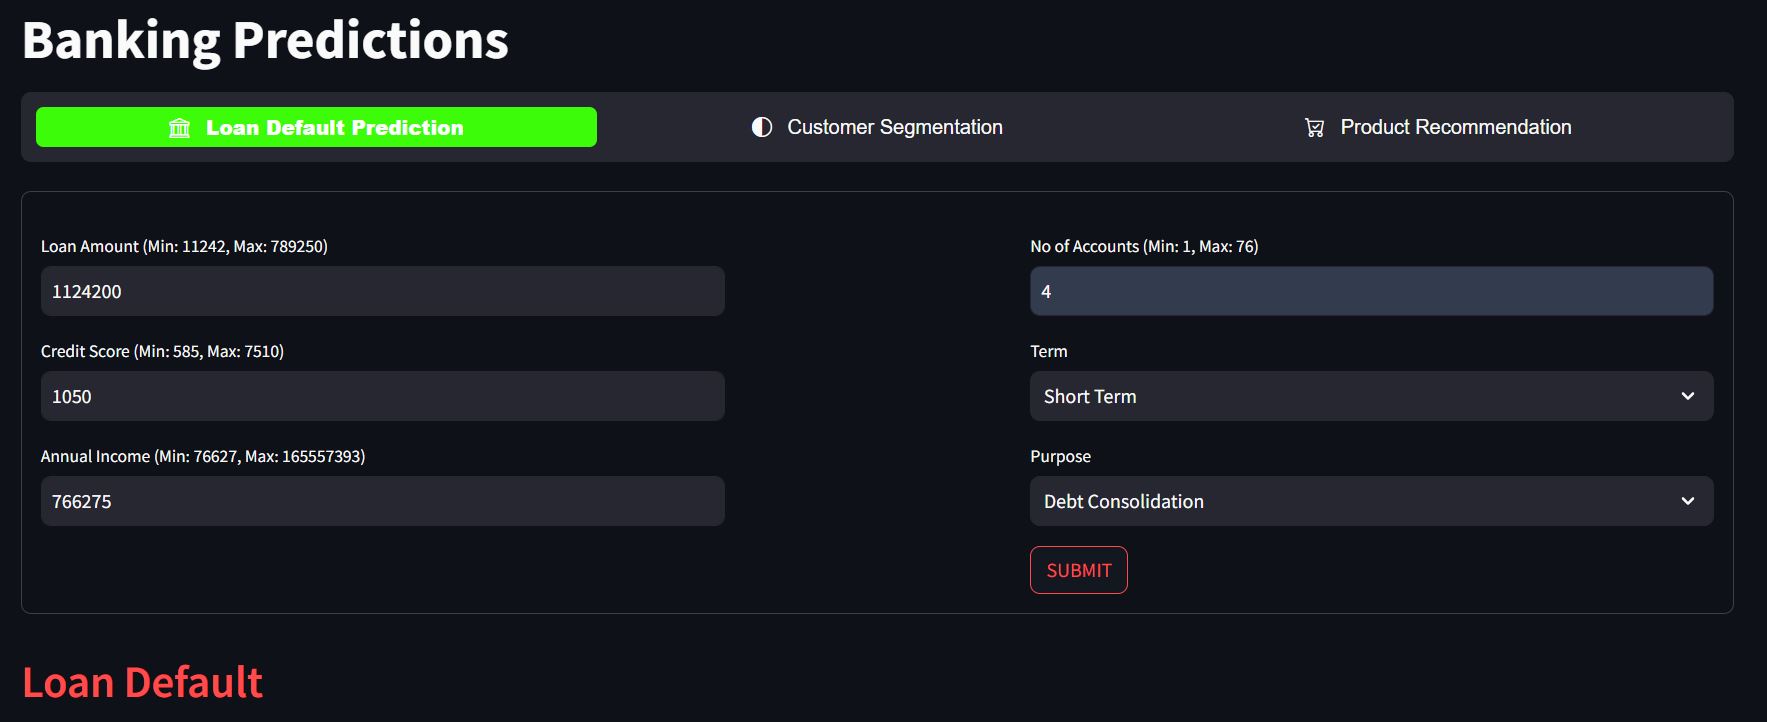 Banking Predictions
Loan Default Prediction
Customer Segmentation
Product Recommendation
Loan Amount (Min: 11242, Max: 789250)
1124200
No of Accounts (Min: 1, Max: 76)
4
Credit Score (Min: 585, Max: 7510)
1050
Term
Short Term
Annual Income (Min: 76627, Max: 165557393)
766275
Purpose
Debt Consolidation
SUBMIT
Loan Default